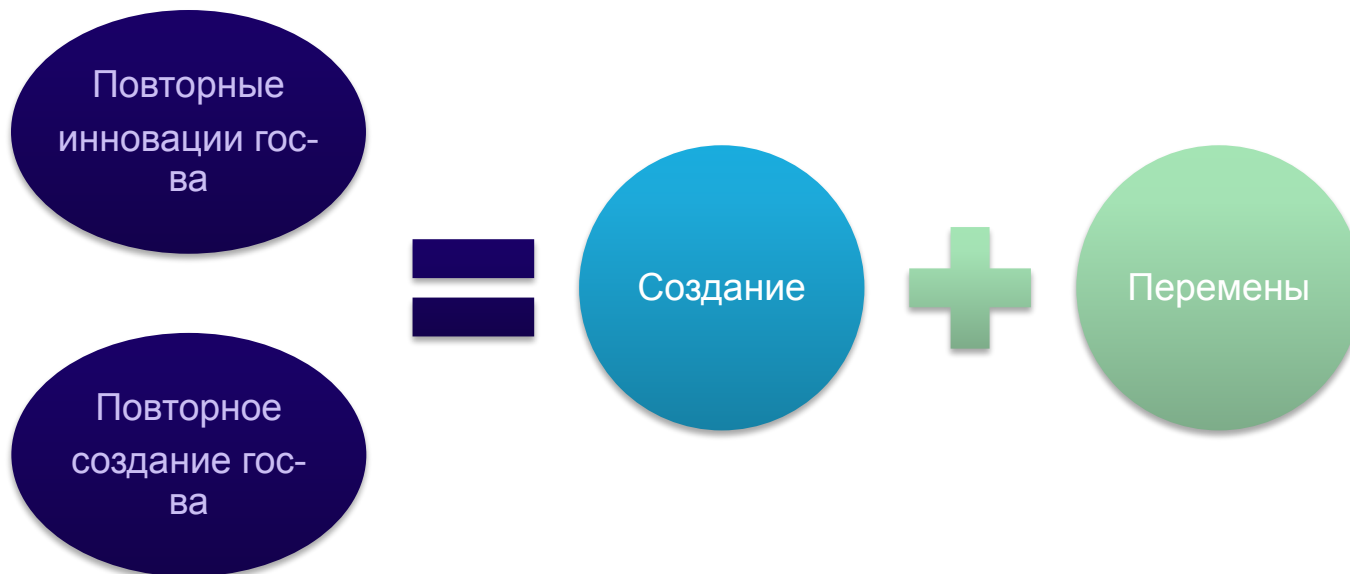 Повторные
инновации гос-
ва
Повторное
создание гос-
ва
Создание
Перемены